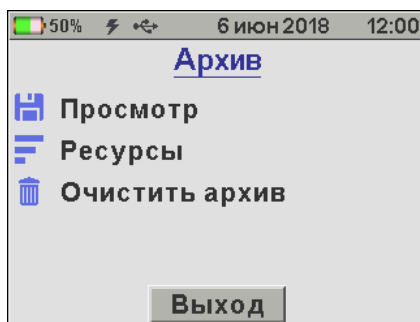 50% 6 июн 2018 12:00
Архив
Просмотр
Ресурсы
Очистить архив
Выход